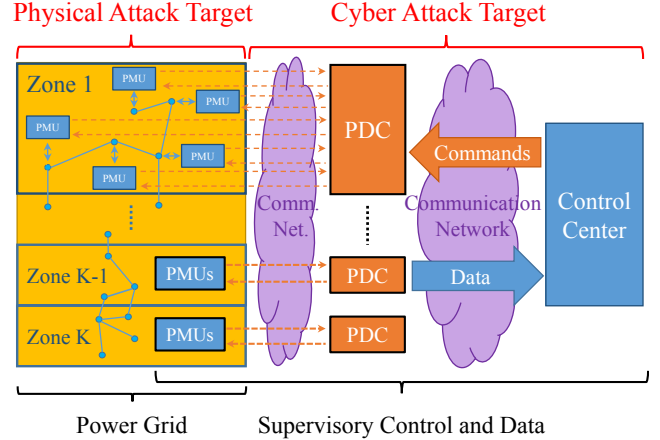 Physical Attack Target
Cyber Attack Target
Zone 1
PMU
PMU
PMU
PMU
PMU
PDC
Commands
Comm.
Net.
Communication
Network
Control
Center
Zone K-1
PMUs
PDC
Data
Zone K
PMUs
PDC
Power Grid
Supervisory Control and Data